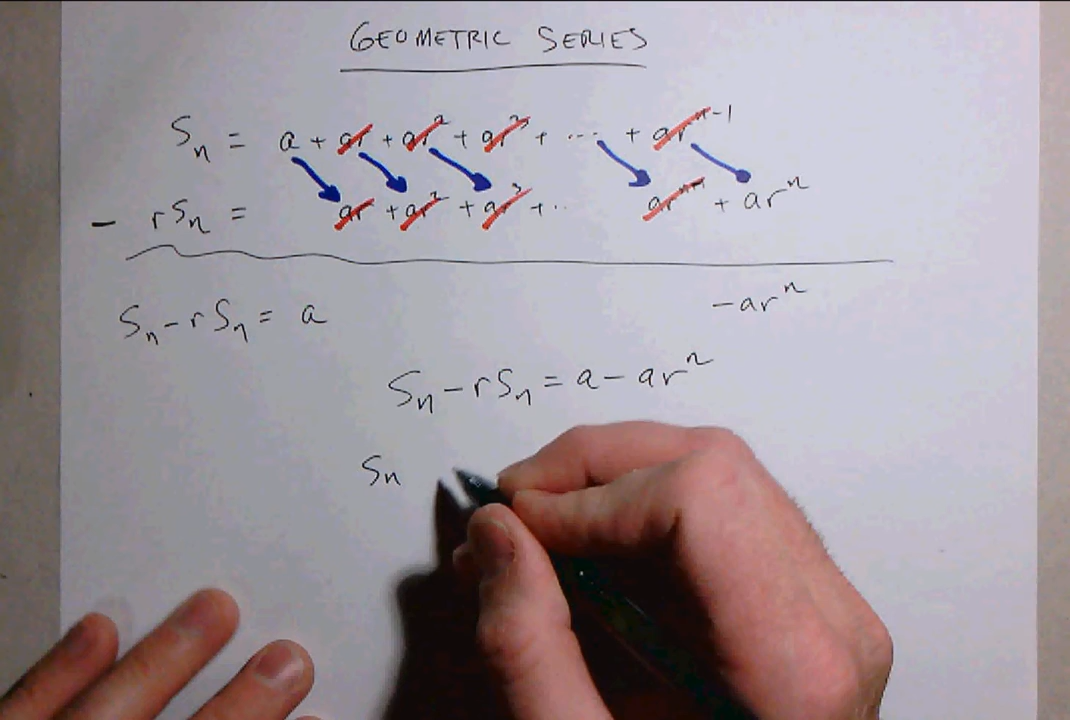 GEOMETRIC SERIES
Sₙ = a + ar + ar² + ar³ + ... + arⁿ⁻¹
- rSₙ = ar + ar² + ar³ + .. arⁿ⁻¹ + arⁿ
Sₙ - rSₙ = a - arⁿ
Sₙ - rSₙ = a - arⁿ
Sₙ